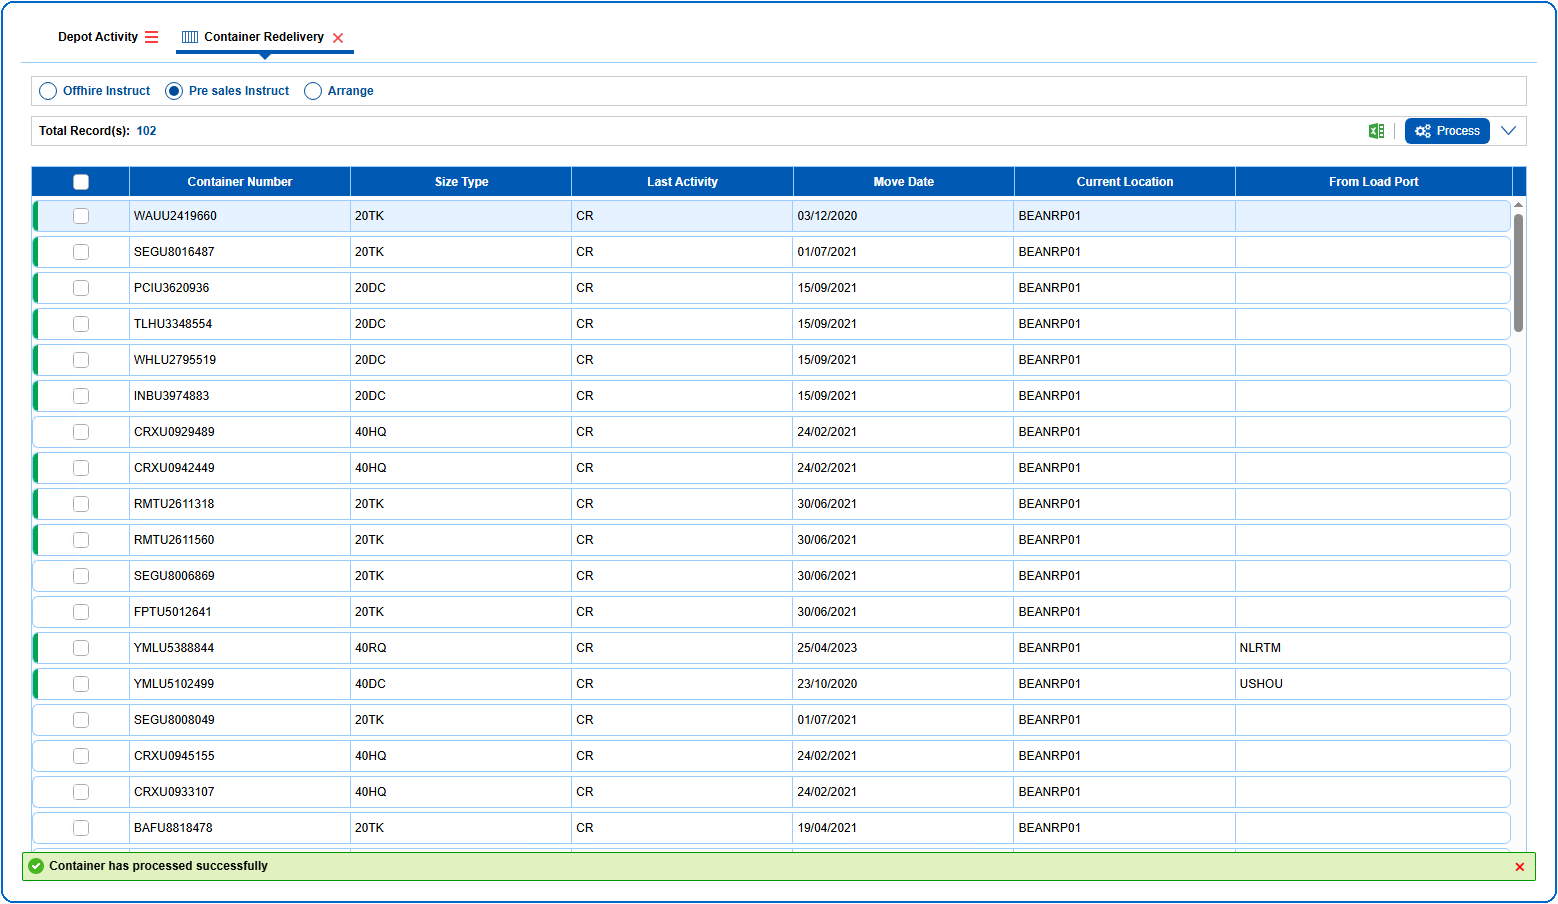 Depot Activity Container Redelivery
Offhire Instruct Pre sales Instruct Arrange
Total Record(s): 102 Process
Container Number Size Type Last Activity Move Date Current Location From Load Port
WAUU2419660 20TK CR 03/12/2020 BEANRP01
SEGU8016487 20TK CR 01/07/2021 BEANRP01
PCIU3620936 20DC CR 15/09/2021 BEANRP01
TLHU3348554 20DC CR 15/09/2021 BEANRP01
WHLU2795519 20DC CR 15/09/2021 BEANRP01
INBU3974883 20DC CR 15/09/2021 BEANRP01
CRXU0929489 40HQ CR 24/02/2021 BEANRP01
CRXU0942449 40HQ CR 24/02/2021 BEANRP01
RMTU2611318 20TK CR 30/06/2021 BEANRP01
RMTU2611560 20TK CR 30/06/2021 BEANRP01
SEGU8006869 20TK CR 30/06/2021 BEANRP01
FPTU5012641 20TK CR 30/06/2021 BEANRP01
YMLU5388844 40RQ CR 25/04/2023 BEANRP01 NLRTM
YMLU5102499 40DC CR 23/10/2020 BEANRP01 USHOU
SEGU8008049 20TK CR 01/07/2021 BEANRP01
CRXU0945155 40HQ CR 24/02/2021 BEANRP01
CRXU0933107 40HQ CR 24/02/2021 BEANRP01
BAFU8818478 20TK CR 19/04/2021 BEANRP01
Container has processed successfully